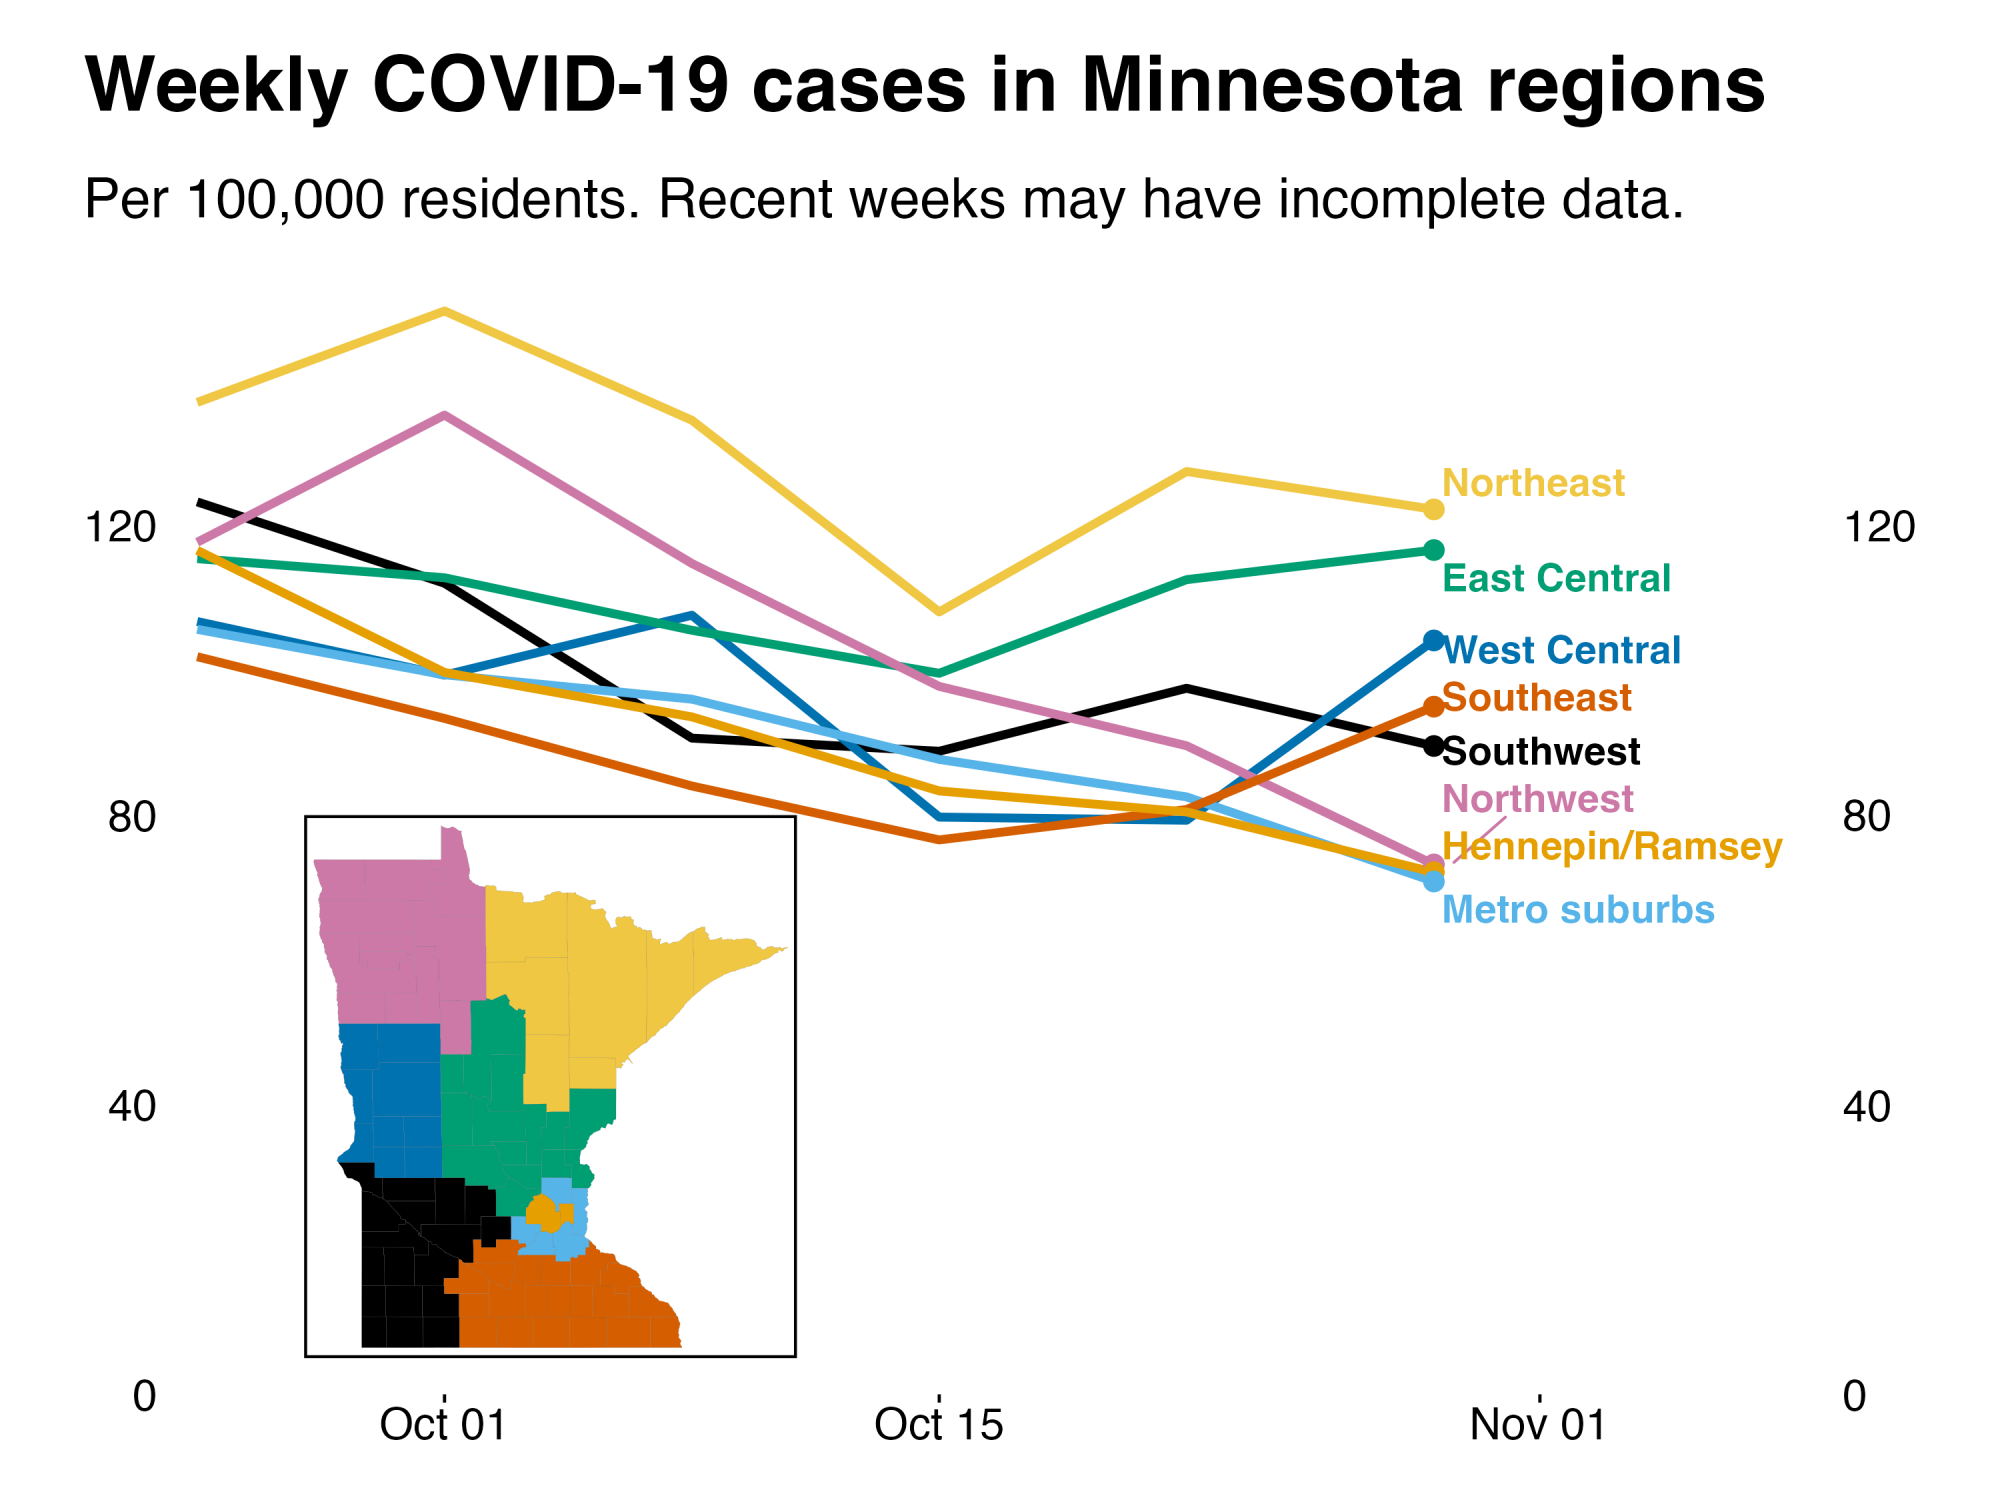 Weekly COVID-19 cases in Minnesota regions
Per 100,000 residents. Recent weeks may have incomplete data.
Northeast
120
120
East Central
West Central
Southeast
Southwest
Northwest
80
80
Hennepin/Ramsey
Metro suburbs
40
40
0
0
Oct 01
Oct 15
Nov 01